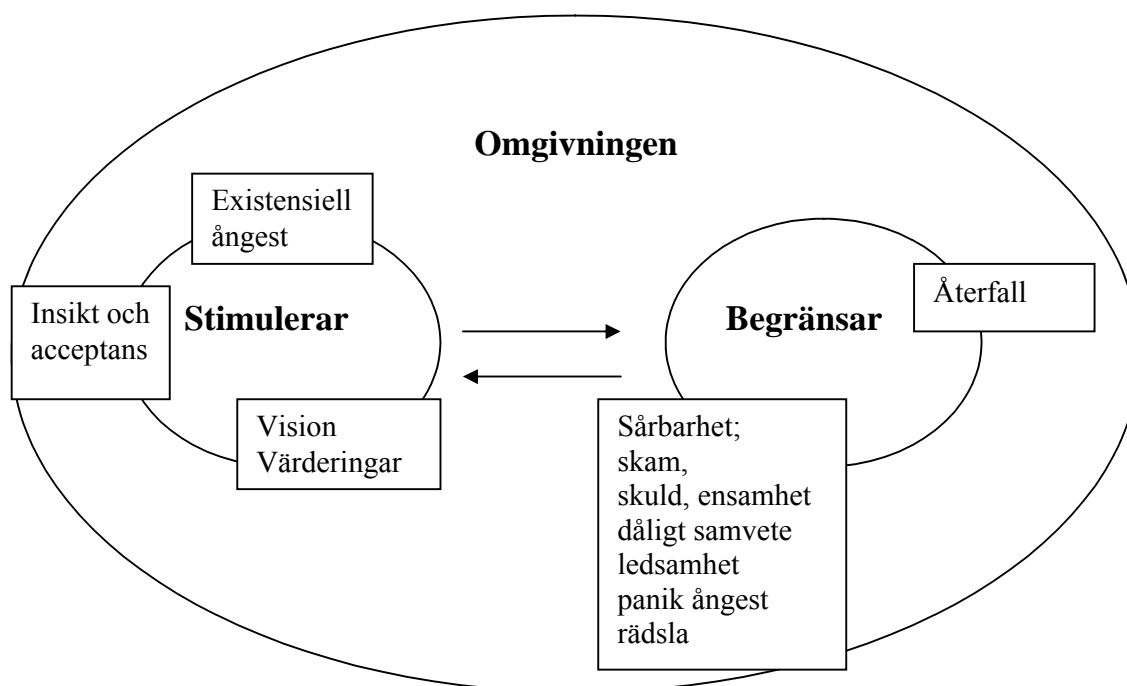 Omgivningen
Existensiell
ångest
Insikt och
acceptans
Stimulerar
Vision
Värderingar
Begränsar
Återfall
Sårbarhet;
skam,
skuld, ensamhet
dåligt samvete
ledsamhet
panik ångest
rädsla